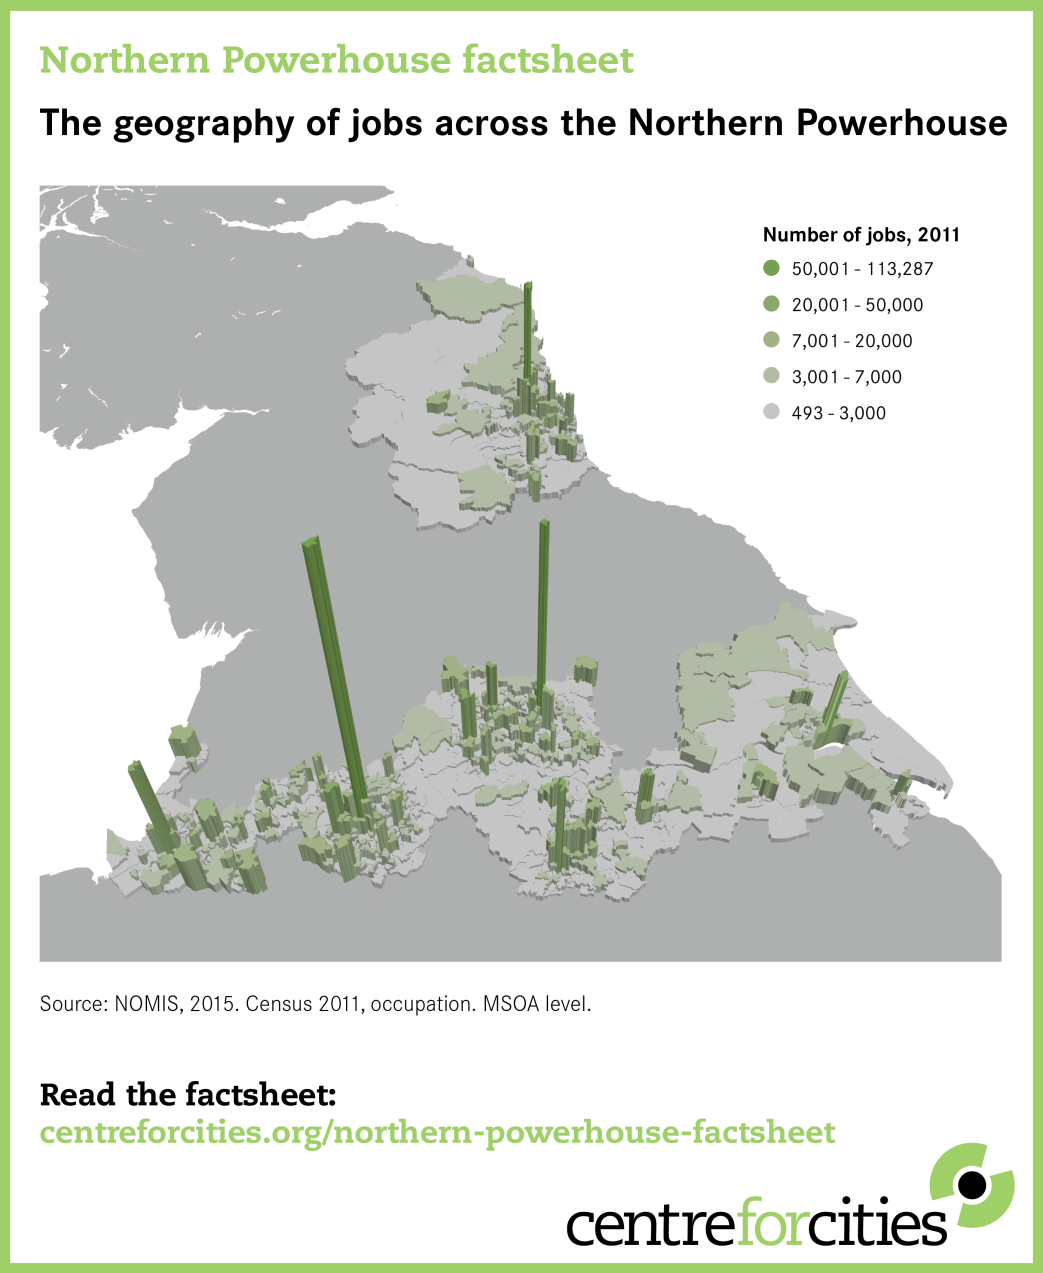 Northern Powerhouse factsheet
The geography of jobs across the Northern Powerhouse
Number of jobs, 2011
50,001 - 113,287
20,001 - 50,000
7,001 - 20,000
3,001 - 7,000
493 - 3,000
Source: NOMIS, 2015. Census 2011, occupation. MSOA level.
Read the factsheet:
centreforcities.org/northern-powerhouse-factsheet
centreforcities